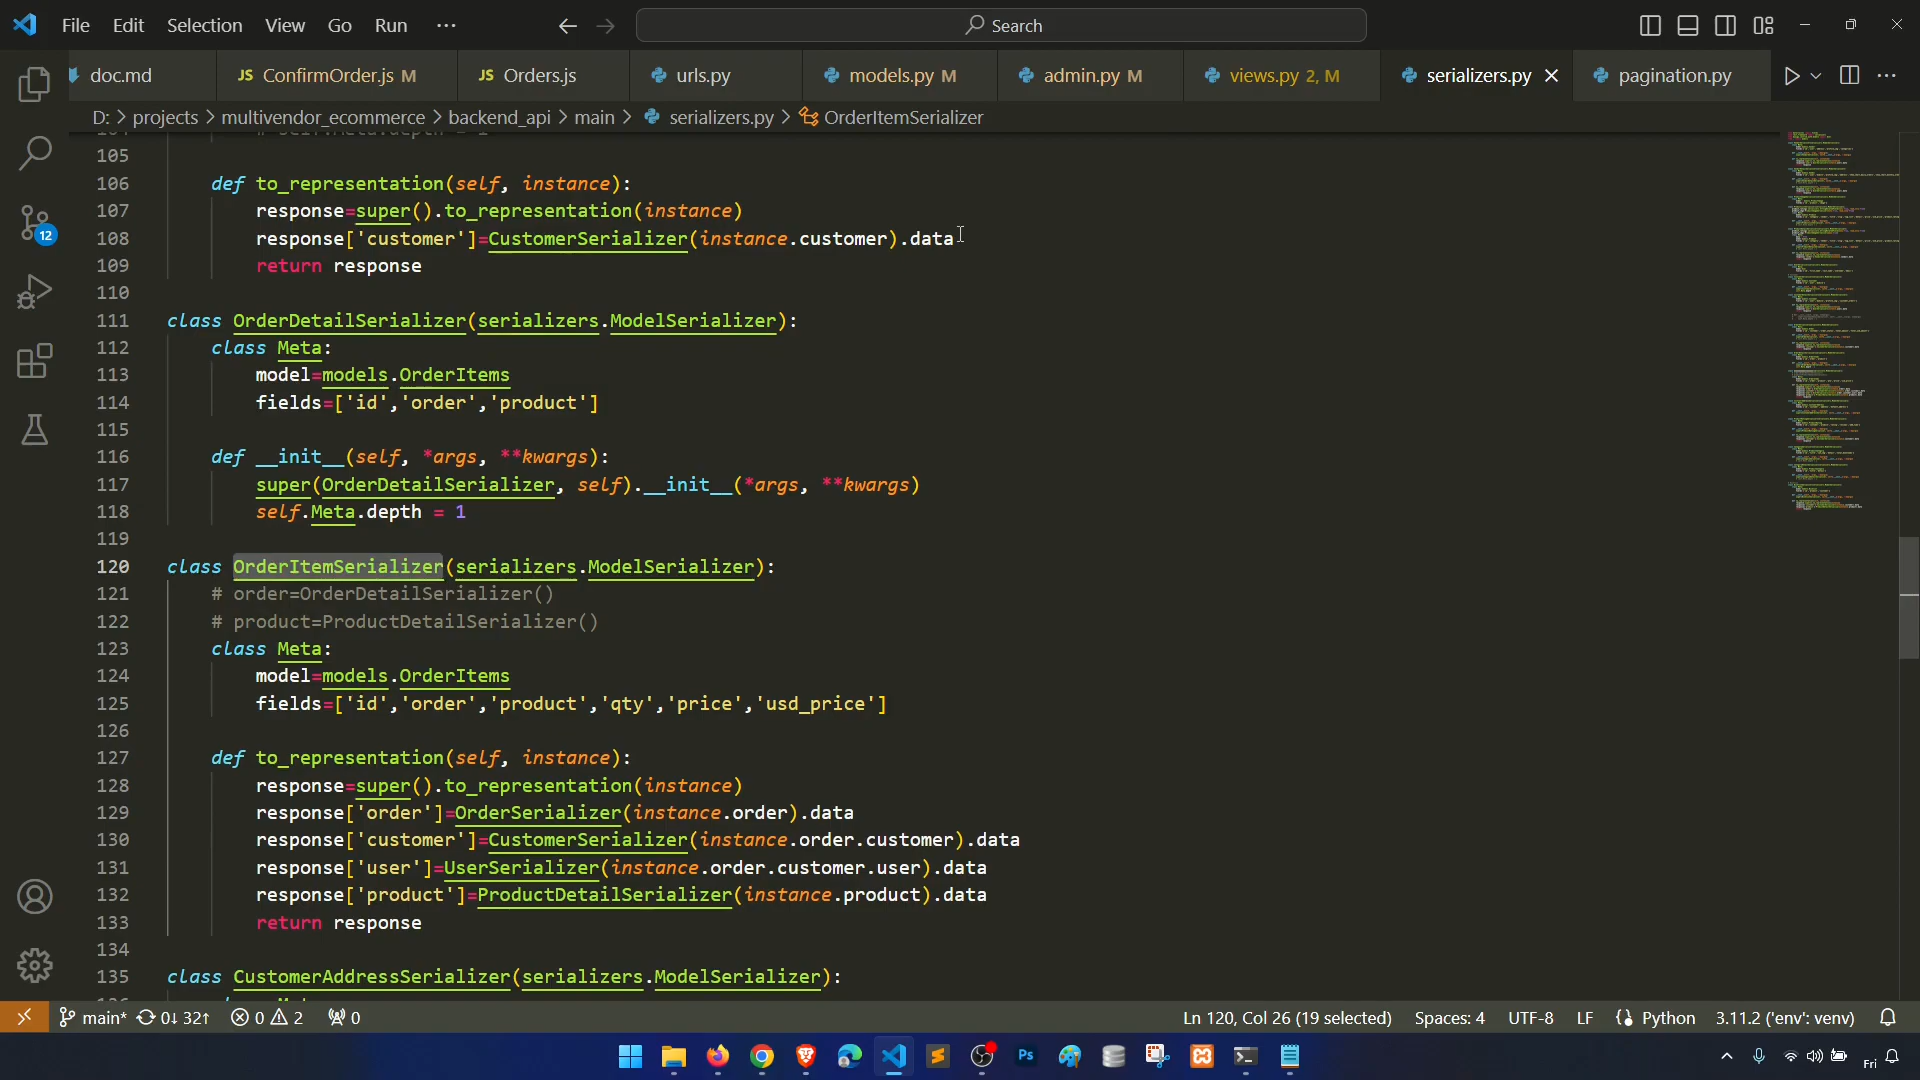 File Edit Selection View Go Run ··· Search
doc.md JS ConfirmOrder.js M JS Orders.js urls.py models.py M admin.py M views.py 2, M serializers.py pagination.py
D: > projects > multivendor_ecommerce > backend_api > main > serializers.py > OrderItemSerializer
105
106 def to_representation(self, instance):
107 response=super().to_representation(instance)
108 response['customer']=CustomerSerializer(instance.customer).data
109 return response
110
111 class OrderDetailSerializer(serializers.ModelSerializer):
112 class Meta:
113 model=models.OrderItems
114 fields=['id','order','product']
115
116 def __init__(self, *args, **kwargs):
117 super(OrderDetailSerializer, self).__init__(*args, **kwargs)
118 self.Meta.depth = 1
119
120 class OrderItemSerializer(serializers.ModelSerializer):
121 # order=OrderDetailSerializer()
122 # product=ProductDetailSerializer()
123 class Meta:
124 model=models.OrderItems
125 fields=['id','order','product','qty','price','usd_price']
126
127 def to_representation(self, instance):
128 response=super().to_representation(instance)
129 response['order']=OrderSerializer(instance.order).data
130 response['customer']=CustomerSerializer(instance.order.customer).data
131 response['user']=UserSerializer(instance.order.customer.user).data
132 response['product']=ProductDetailSerializer(instance.product).data
133 return response
134
135 class CustomerAddressSerializer(serializers.ModelSerializer):
12
main* 0↓ 32↑ 0 2 0 Ln 120, Col 26 (19 selected) Spaces: 4 UTF-8 LF Python 3.11.2 ('env': venv)
Ps Fri